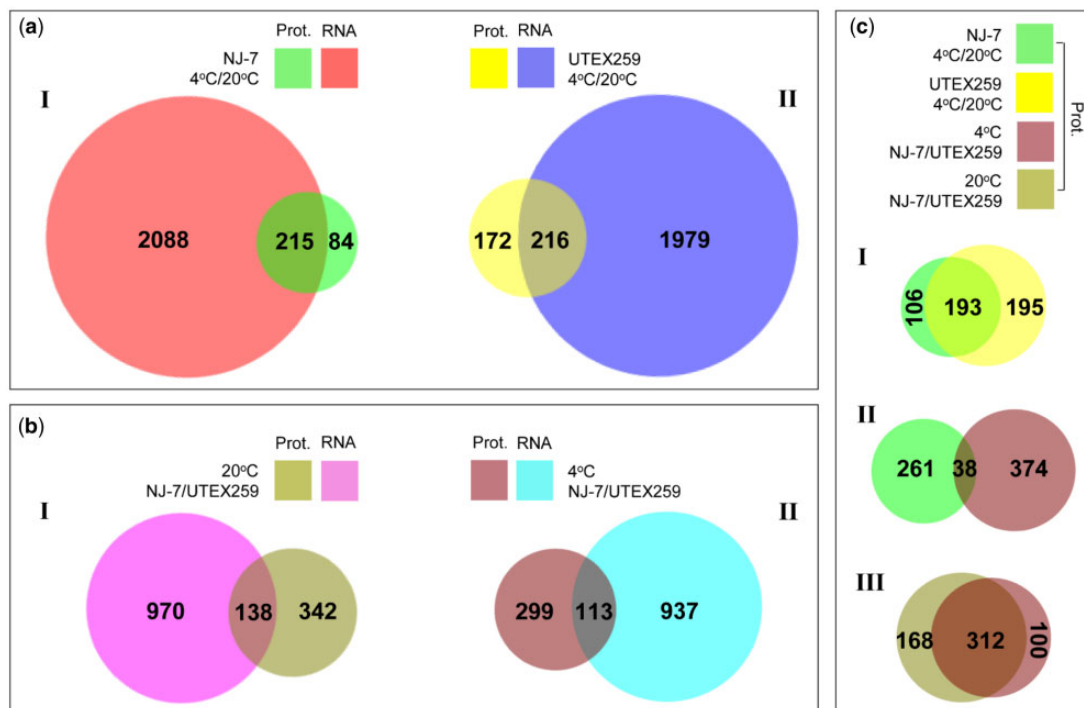 (a)
Prot. RNA
NJ-7
4°C/20°C
I
2088
215
84
Prot. RNA
UTEX259
4°C/20°C
II
172
216
1979
(b)
Prot. RNA
20°C
NJ-7/UTEX259
I
970
138
342
Prot. RNA
4°C
NJ-7/UTEX259
II
299
113
937
(c)
NJ-7
4°C/20°C
UTEX259
4°C/20°C
4°C
NJ-7/UTEX259
20°C
NJ-7/UTEX259
Prot.
I
106
193
195
II
261
38
374
III
168
312
100